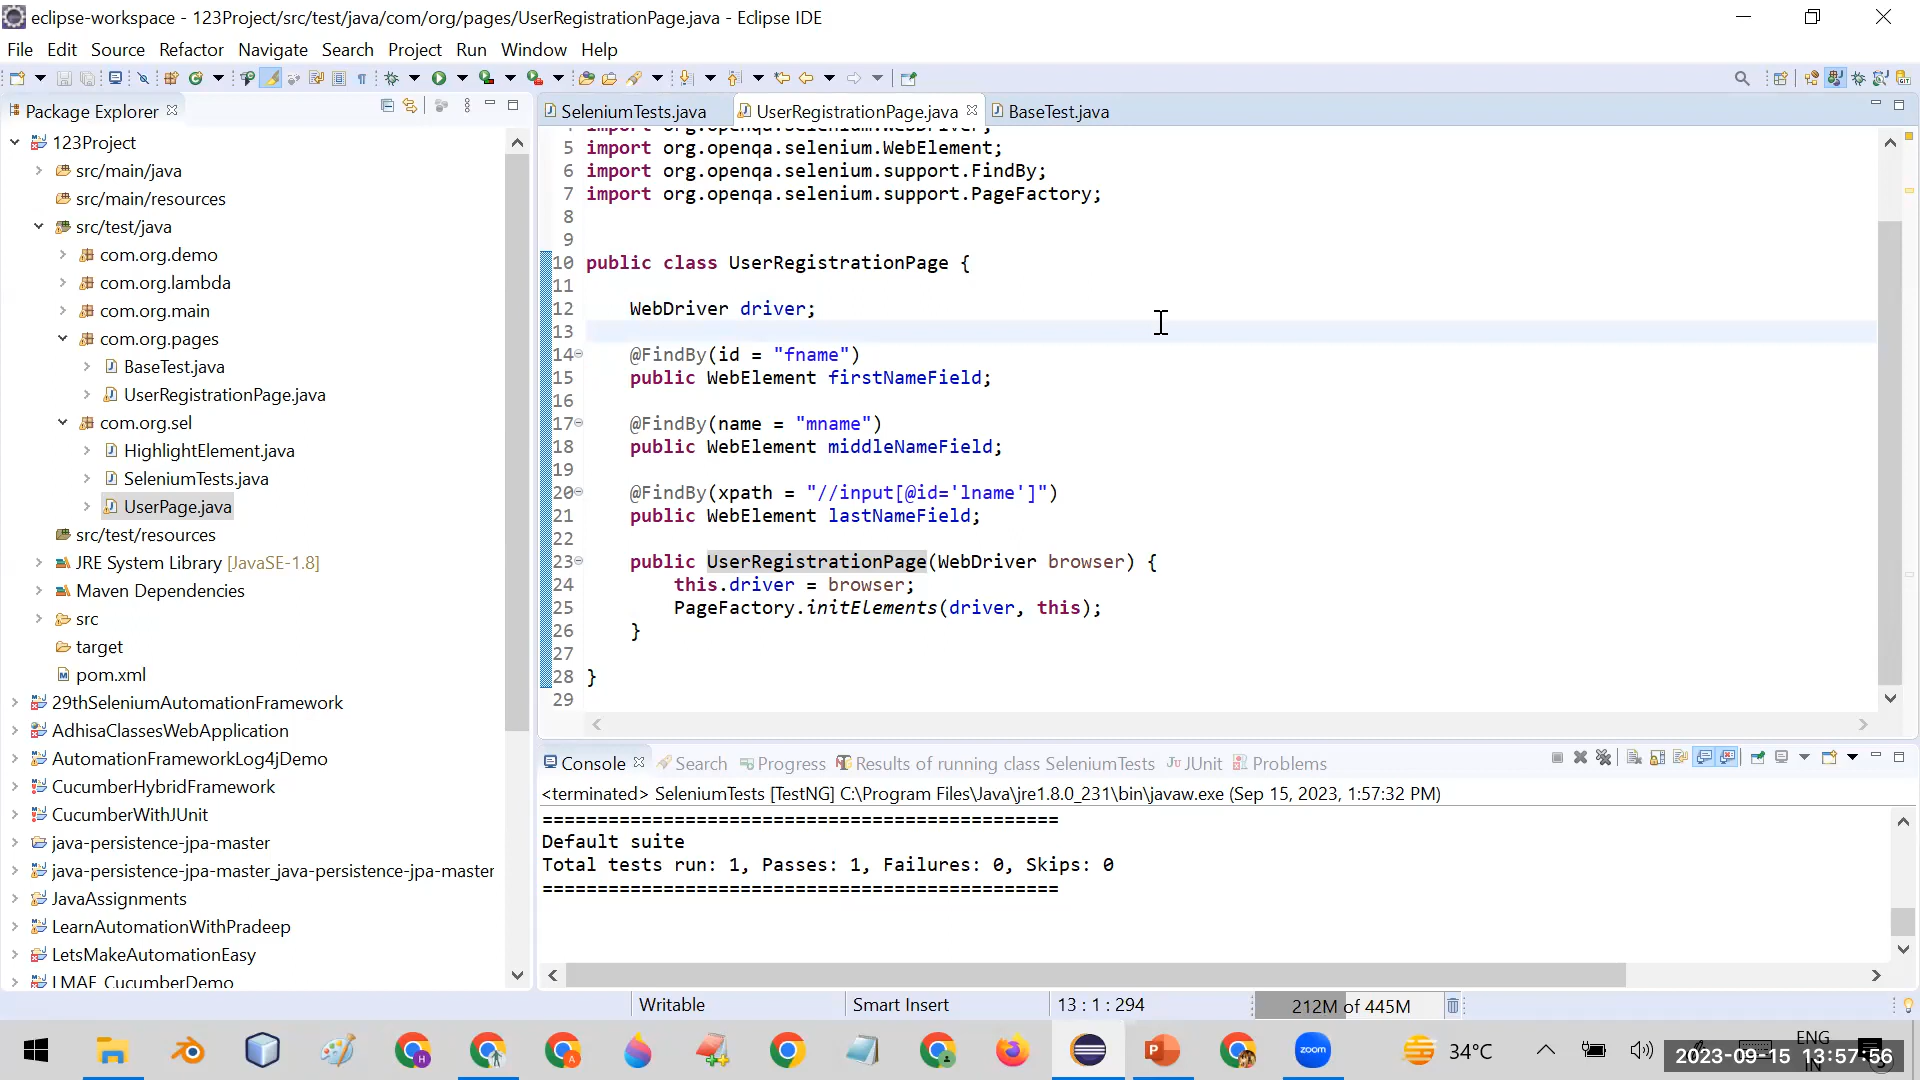 eclipse-workspace - 123Project/src/test/java/com/org/pages/UserRegistrationPage.java - Eclipse IDE
File Edit Source Refactor Navigate Search Project Run Window Help
Package Explorer
123Project
src/main/java
src/main/resources
src/test/java
com.org.demo
com.org.lambda
com.org.main
com.org.pages
BaseTest.java
UserRegistrationPage.java
com.org.sel
HighlightElement.java
SeleniumTests.java
UserPage.java
src/test/resources
JRE System Library [JavaSE-1.8]
Maven Dependencies
src
target
pom.xml
29thSeleniumAutomationFramework
AdhisaClassesWebApplication
AutomationFrameworkLog4jDemo
CucumberHybridFramework
CucumberWithJUnit
java-persistence-jpa-master
java-persistence-jpa-master_java-persistence-jpa-master
JavaAssignments
LearnAutomationWithPradeep
LetsMakeAutomationEasy
LMAE_CucumberDemo
SeleniumTests.java UserRegistrationPage.java BaseTest.java
4 import org.openqa.selenium.WebDriver;
5 import org.openqa.selenium.WebElement;
6 import org.openqa.selenium.support.FindBy;
7 import org.openqa.selenium.support.PageFactory;
8
9
10 public class UserRegistrationPage {
11
12 WebDriver driver;
13
14 @FindBy(id = "fname")
15 public WebElement firstNameField;
16
17 @FindBy(name = "mname")
18 public WebElement middleNameField;
19
20 @FindBy(xpath = "//input[@id='lname']")
21 public WebElement lastNameField;
22
23 public UserRegistrationPage(WebDriver browser) {
24 this.driver = browser;
25 PageFactory.initElements(driver, this);
26 }
27
28 }
29
Console Search Progress Results of running class SeleniumTests JUnit Problems
<terminated> SeleniumTests [TestNG] C:\Program Files\Java\jre1.8.0_231\bin\javaw.exe (Sep 15, 2023, 1:57:32 PM)
===============================================
Default suite
Total tests run: 1, Passes: 1, Failures: 0, Skips: 0
===============================================
Writable Smart Insert 13 : 1 : 294 212M of 445M
zoom 34°C ENG
2023-09-15 13:57:56